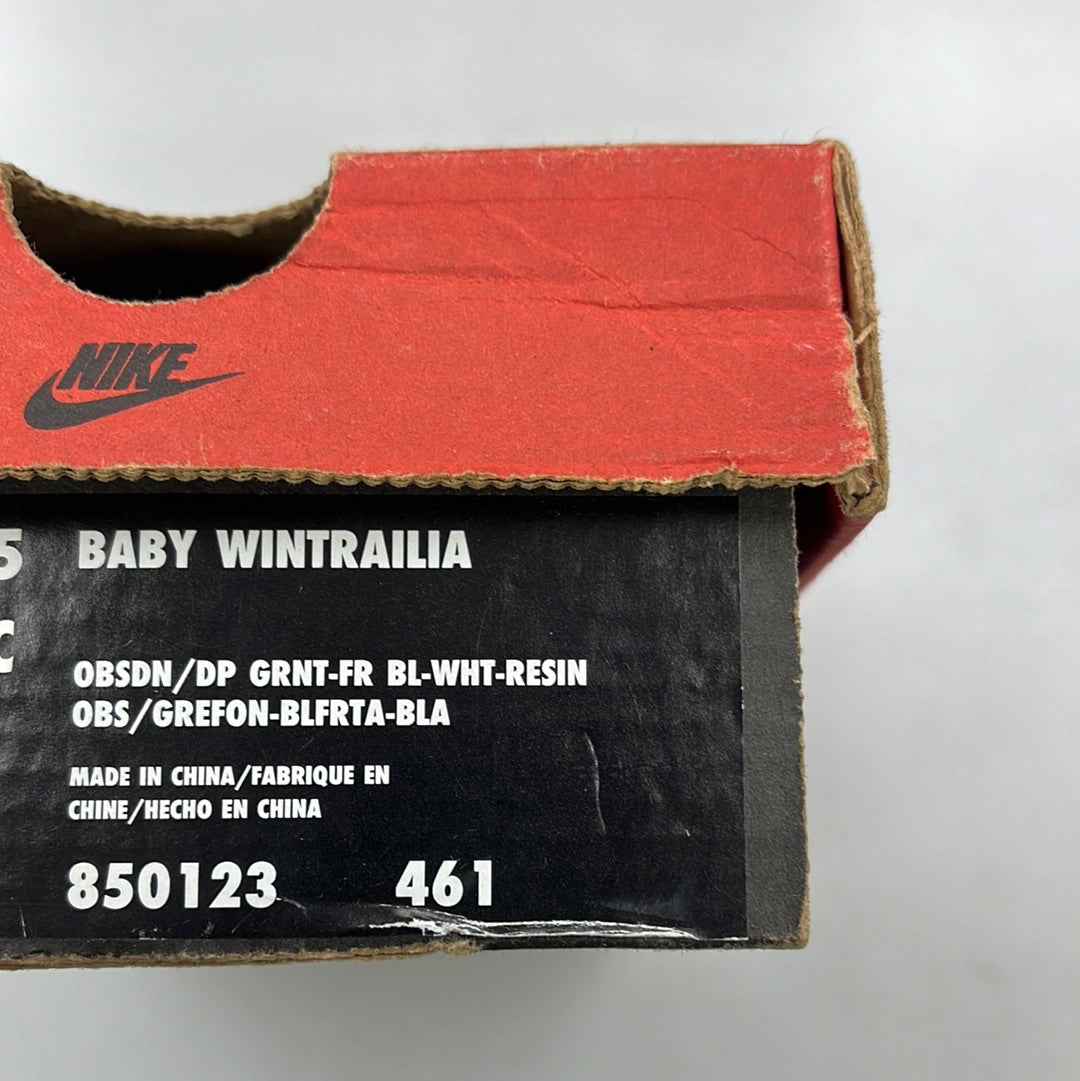 NIKE
5 BABY WINTRAILIA
C
OBSDN/DP GRNT-FR BL-WHT-RESIN
OBS/GREFON-BLFRTA-BLA
MADE IN CHINA/FABRIQUE EN
CHINE/HECHO EN CHINA
850123 461